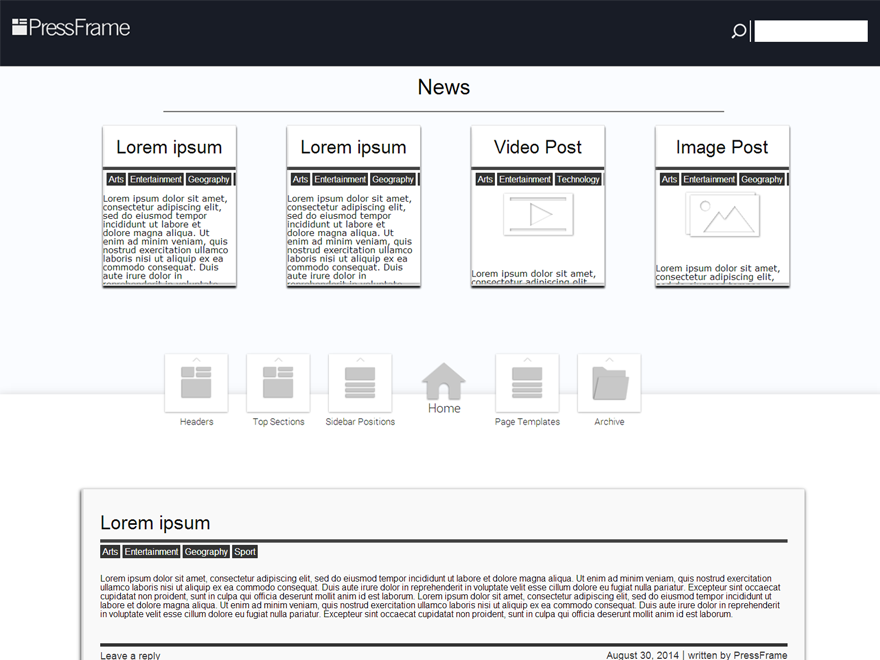 PressFrame
News
Lorem ipsum
Arts Entertainment Geography
Lorem ipsum dolor sit amet,
consectetur adipiscing elit,
sed do eiusmod tempor
incididunt ut labore et
dolore magna aliqua. Ut
enim ad minim veniam, quis
nostrud exercitation ullamco
laboris nisi ut aliquip ex ea
commodo consequat. Duis
aute irure dolor in
reprehenderit in voluptate
Lorem ipsum
Arts Entertainment Geography
Lorem ipsum dolor sit amet,
consectetur adipiscing elit,
sed do eiusmod tempor
incididunt ut labore et
dolore magna aliqua. Ut
enim ad minim veniam, quis
nostrud exercitation ullamco
laboris nisi ut aliquip ex ea
commodo consequat. Duis
aute irure dolor in
reprehenderit in voluptate
Video Post
Arts Entertainment Technology
Lorem ipsum dolor sit amet,
consectetur adipiscing elit
Image Post
Arts Entertainment Geography
Lorem ipsum dolor sit amet,
consectetur adipiscing elit,
Headers
Top Sections
Sidebar Positions
Home
Page Templates
Archive
Lorem ipsum
Arts Entertainment Geography Sport
Lorem ipsum dolor sit amet, consectetur adipiscing elit, sed do eiusmod tempor incididunt ut labore et dolore magna aliqua. Ut enim ad minim veniam, quis nostrud exercitation
ullamco laboris nisi ut aliquip ex ea commodo consequat. Duis aute irure dolor in reprehenderit in voluptate velit esse cillum dolore eu fugiat nulla pariatur. Excepteur sint occaecat
cupidatat non proident, sunt in culpa qui officia deserunt mollit anim id est laborum. Lorem ipsum dolor sit amet, consectetur adipiscing elit, sed do eiusmod tempor incididunt ut
labore et dolore magna aliqua. Ut enim ad minim veniam, quis nostrud exercitation ullamco laboris nisi ut aliquip ex ea commodo consequat. Duis aute irure dolor in reprehenderit
in voluptate velit esse cillum dolore eu fugiat nulla pariatur. Excepteur sint occaecat cupidatat non proident, sunt in culpa qui officia deserunt mollit anim id est laborum.
Leave a reply
August 30, 2014 | written by PressFrame